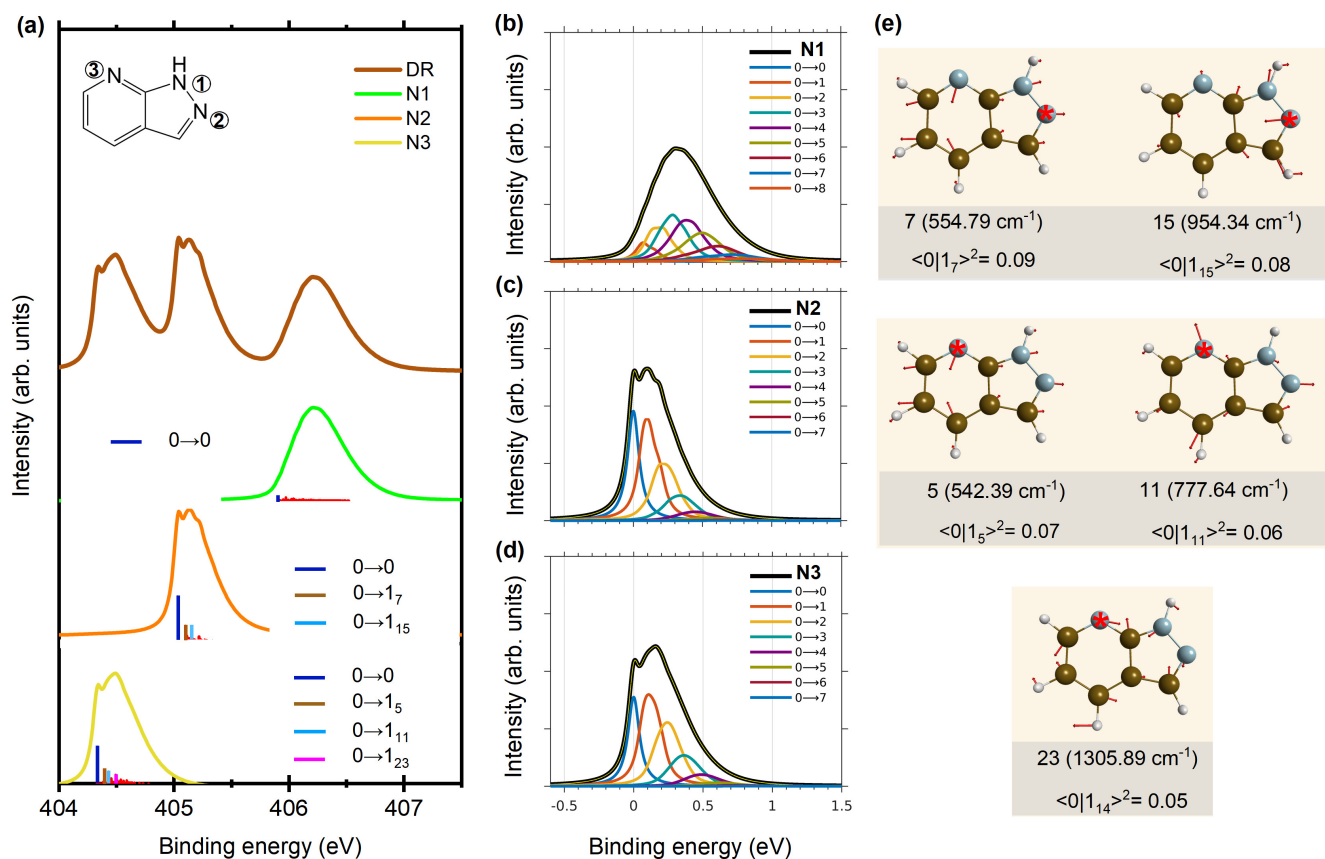 (a)
③ N
H
N ①
N ②
DR
N1
N2
N3
0→0
0→0
0→1₇
0→1₁₅
0→0
0→1₅
0→1₁₁
0→1₂₃
Intensity (arb. units)
404 405 406 407
Binding energy (eV)
(b)
N1
0→0
0→1
0→2
0→3
0→4
0→5
0→6
0→7
0→8
Intensity (arb. units)
(c)
N2
0→0
0→1
0→2
0→3
0→4
0→5
0→6
0→7
Intensity (arb. units)
(d)
N3
0→0
0→1
0→2
0→3
0→4
0→5
0→6
0→7
Intensity (arb. units)
-0.5 0 0.5 1 1.5
Binding energy (eV)
(e)
7 (554.79 cm⁻¹) 15 (954.34 cm⁻¹)
<0|1₇>²= 0.09 <0|1₁₅>²= 0.08
5 (542.39 cm⁻¹) 11 (777.64 cm⁻¹)
<0|1₅>²= 0.07 <0|1₁₁>²= 0.06
23 (1305.89 cm⁻¹)
<0|1₁₄>²= 0.05